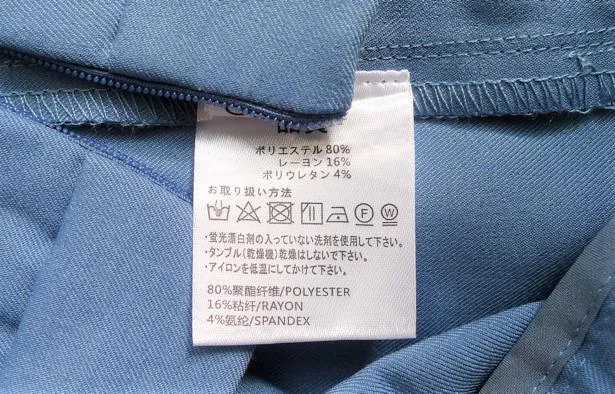 ポリエステル 80%
レーヨン 16%
ポリウレタン 4%
お取り扱い方法
F W
・蛍光漂白剤の入っていない洗剤を使用して下さい。
・タンブル(乾燥機)乾燥はしないで下さい。
・アイロンを低温にしてかけて下さい。
80%聚酯纤维/POLYESTER
16%粘纤/RAYON
4%氨纶/SPANDEX